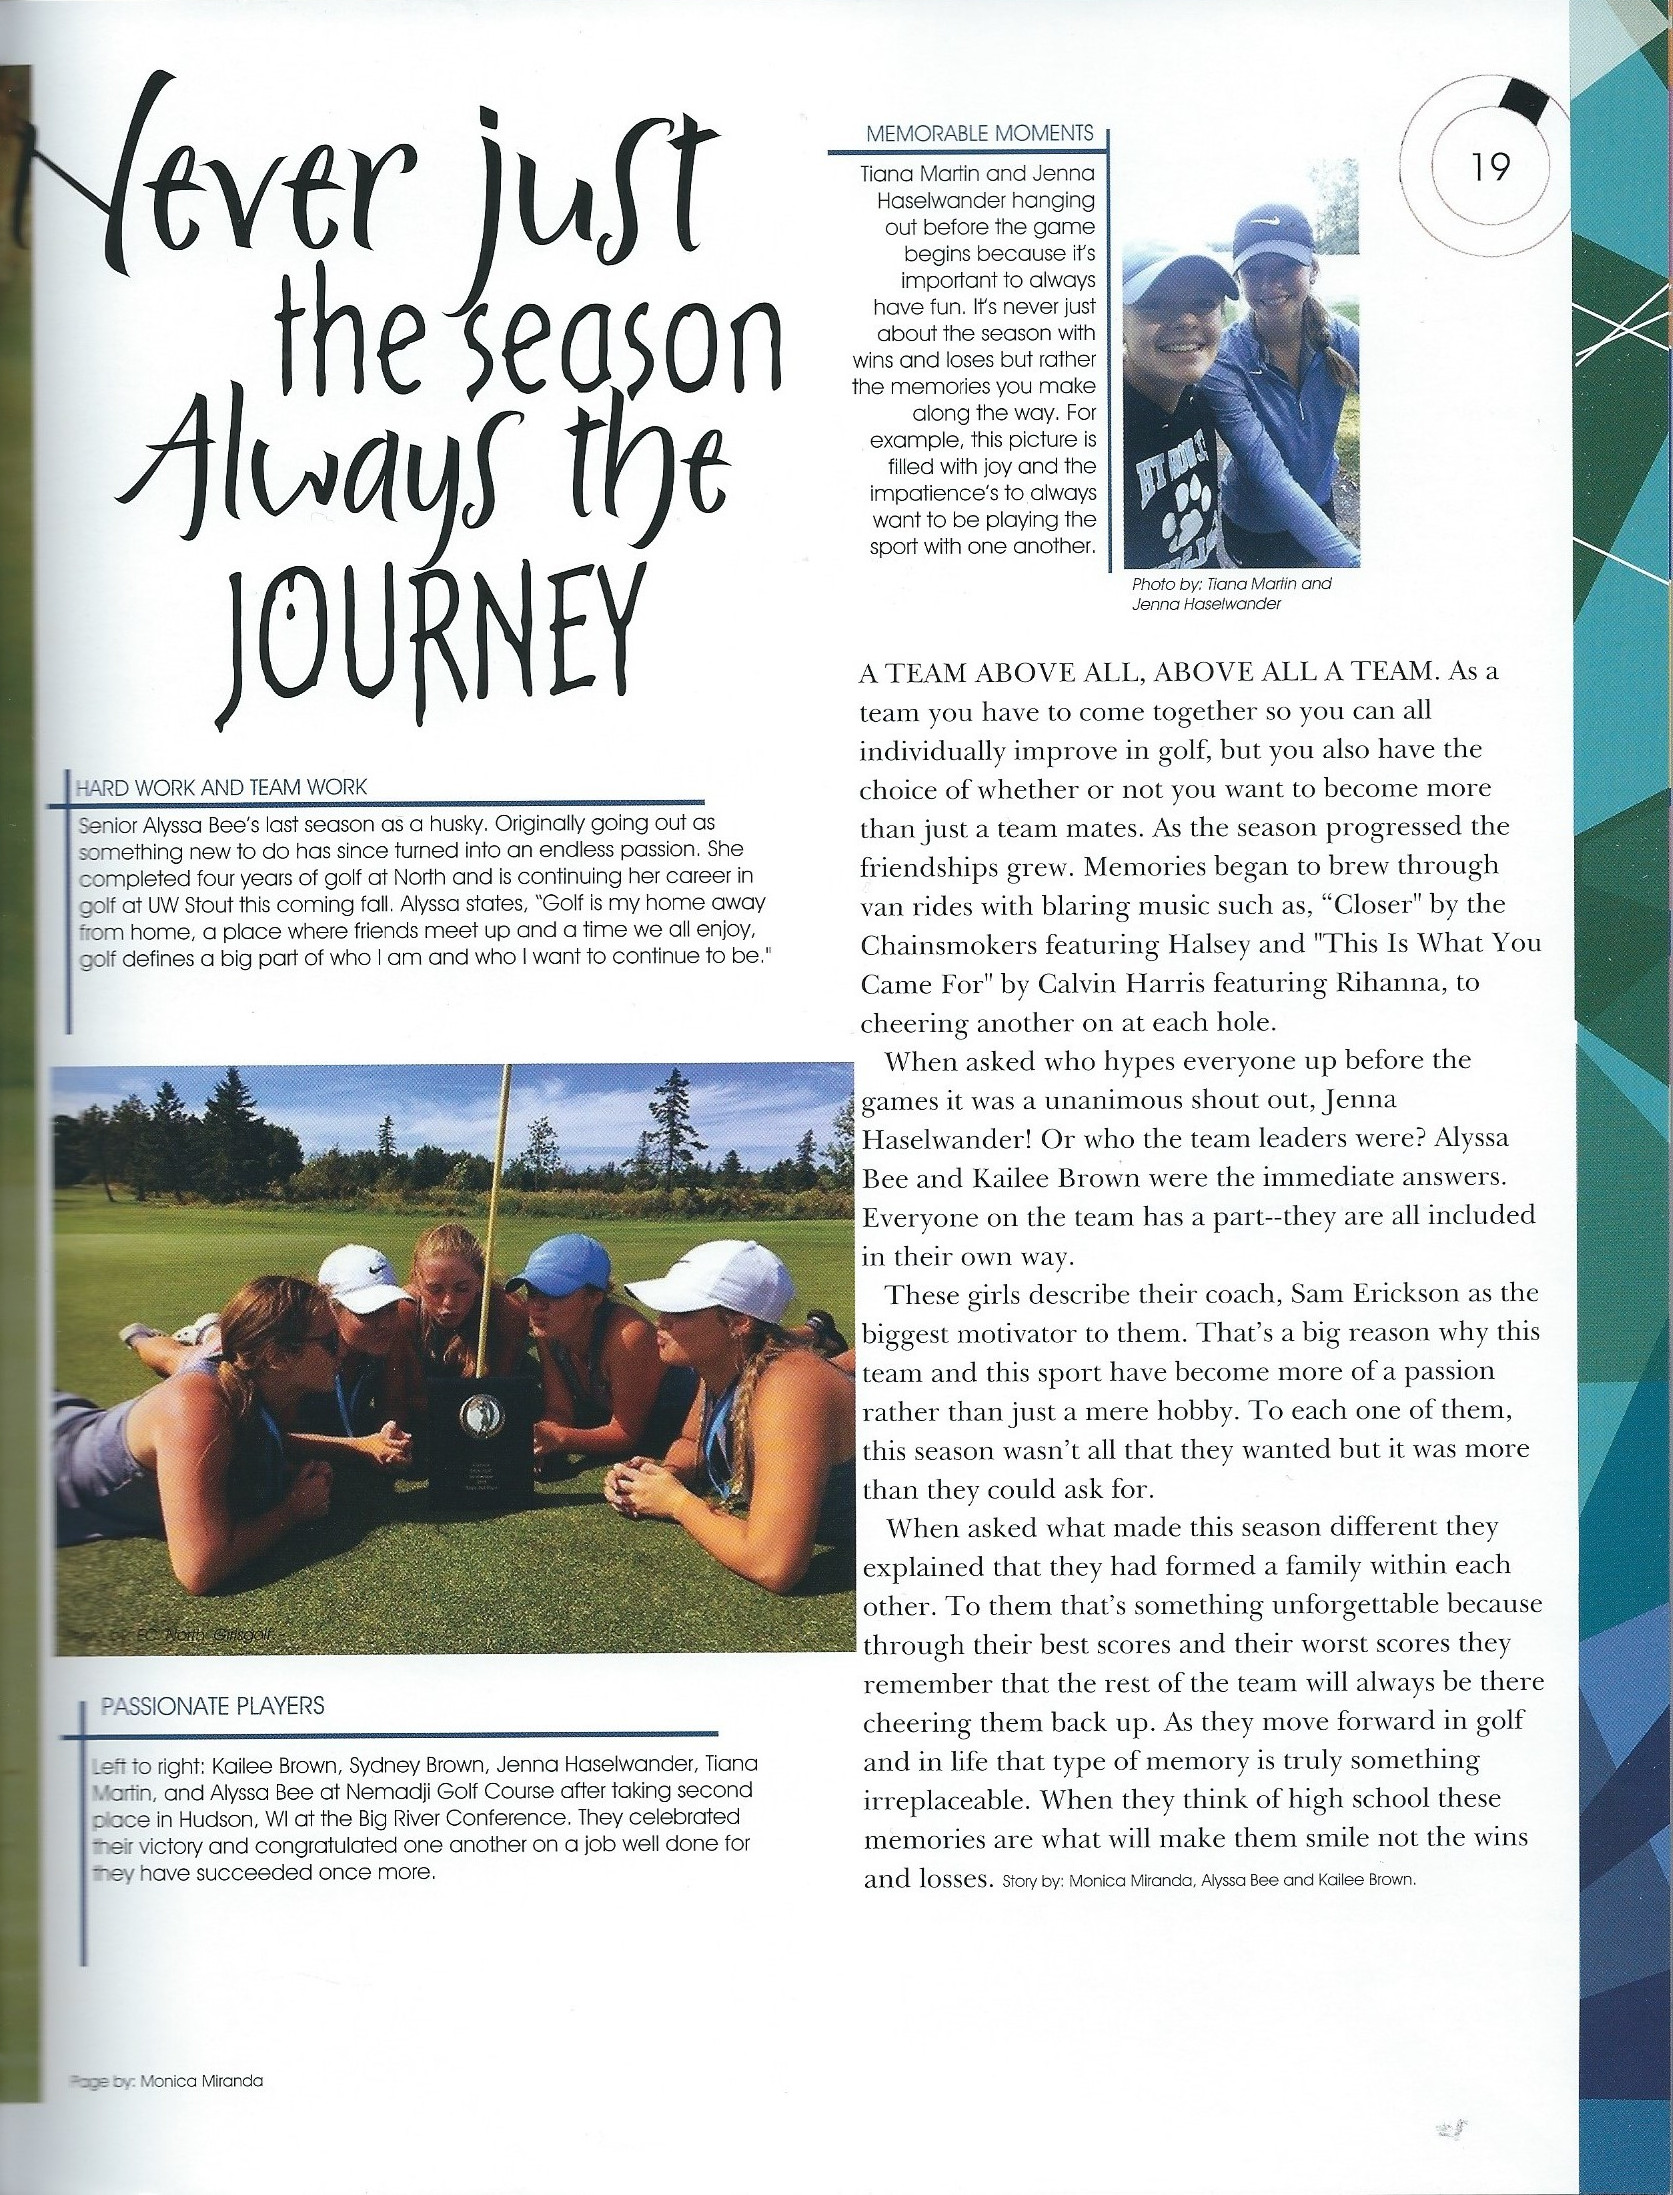 Never just
the season
Always the
JOURNEY
MEMORABLE MOMENTS
Tiana Martin and Jenna
Haselwander hanging
out before the game
begins because it's
important to always
have fun. It's never just
about the season with
wins and loses but rather
the memories you make
along the way. For
example, this picture is
filled with joy and the
impatience's to always
want to be playing the
sport with one another.
Photo by: Tiana Martin and
Jenna Haselwander
19
HARD WORK AND TEAM WORK
Senior Alyssa Bee's last season as a husky. Originally going out as
something new to do has since turned into an endless passion. She
completed four years of golf at North and is continuing her career in
golf at UW Stout this coming fall. Alyssa states, "Golf is my home away
from home, a place where friends meet up and a time we all enjoy,
golf defines a big part of who I am and who I want to continue to be."
EC North Girlsgolf
PASSIONATE PLAYERS
Left to right: Kailee Brown, Sydney Brown, Jenna Haselwander, Tiana
Martin, and Alyssa Bee at Nemadji Golf Course after taking second
place in Hudson, WI at the Big River Conference. They celebrated
their victory and congratulated one another on a job well done for
they have succeeded once more.
Page by: Monica Miranda
A TEAM ABOVE ALL, ABOVE ALL A TEAM. As a
team you have to come together so you can all
individually improve in golf, but you also have the
choice of whether or not you want to become more
than just a team mates. As the season progressed the
friendships grew. Memories began to brew through
van rides with blaring music such as, “Closer" by the
Chainsmokers featuring Halsey and "This Is What You
Came For" by Calvin Harris featuring Rihanna, to
cheering another on at each hole.
When asked who hypes everyone up before the
games it was a unanimous shout out, Jenna
Haselwander! Or who the team leaders were? Alyssa
Bee and Kailee Brown were the immediate answers.
Everyone on the team has a part--they are all included
in their own way.
These girls describe their coach, Sam Erickson as the
biggest motivator to them. That’s a big reason why this
team and this sport have become more of a passion
rather than just a mere hobby. To each one of them,
this season wasn’t all that they wanted but it was more
than they could ask for.
When asked what made this season different they
explained that they had formed a family within each
other. To them that’s something unforgettable because
through their best scores and their worst scores they
remember that the rest of the team will always be there
cheering them back up. As they move forward in golf
and in life that type of memory is truly something
irreplaceable. When they think of high school these
memories are what will make them smile not the wins
and losses. Story by: Monica Miranda, Alyssa Bee and Kailee Brown.